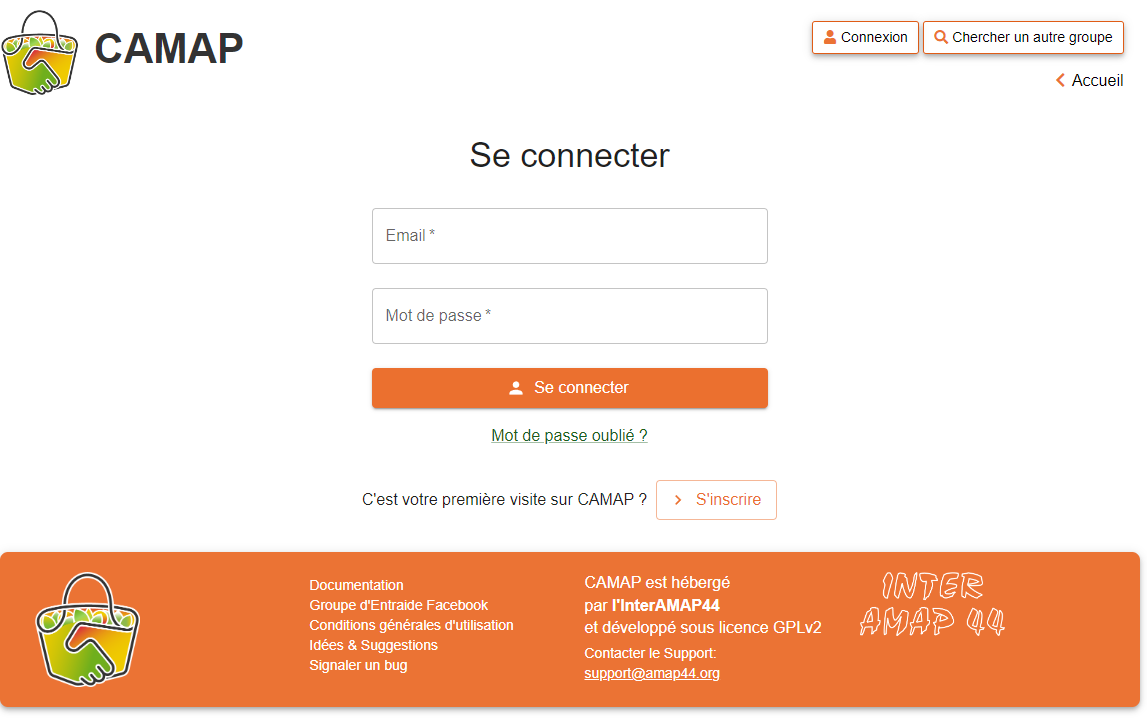 CAMAP
Connexion
Chercher un autre groupe
Accueil
Se connecter
Email *
Mot de passe *
Se connecter
Mot de passe oublié ?
C'est votre première visite sur CAMAP ?
S'inscrire
Documentation
Groupe d'Entraide Facebook
Conditions générales d'utilisation
Idées & Suggestions
Signaler un bug
CAMAP est hébergé
par l'InterAMAP44
et développé sous licence GPLv2
Contacter le Support:
support@amap44.org
INTER
AMAP 44